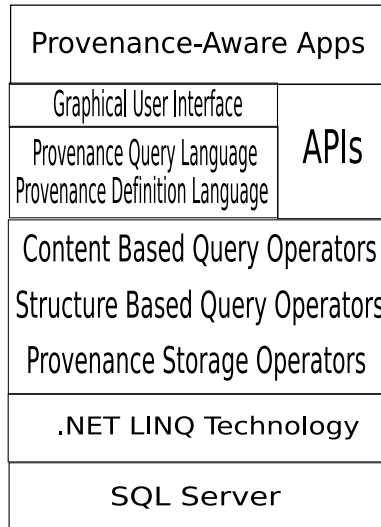 Provenance-Aware Apps
Graphical User Interface
Provenance Query Language
Provenance Definition Language
APIs
Content Based Query Operators
Structure Based Query Operators
Provenance Storage Operators
.NET LINQ Technology
SQL Server